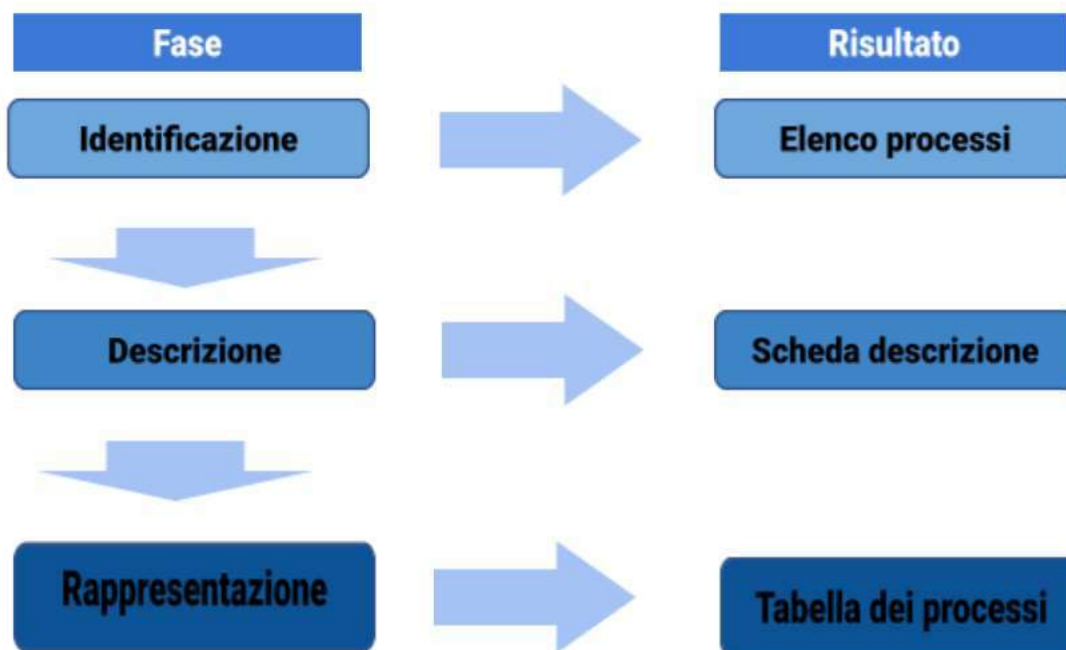 Fase
Risultato
Identificazione
Elenco processi
Descrizione
Scheda descrizione
Rappresentazione
Tabella dei processi